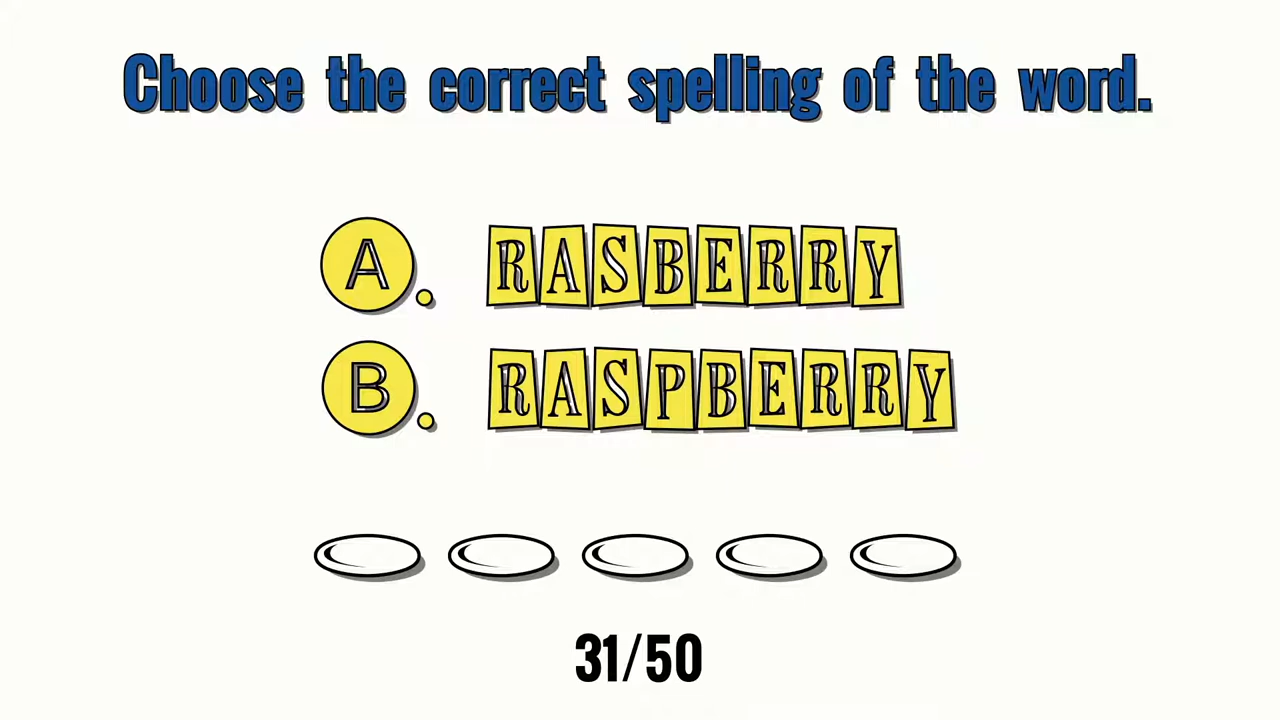 Choose the correct spelling of the word.
A. RASBERRY
B. RASPBERRY
31/50